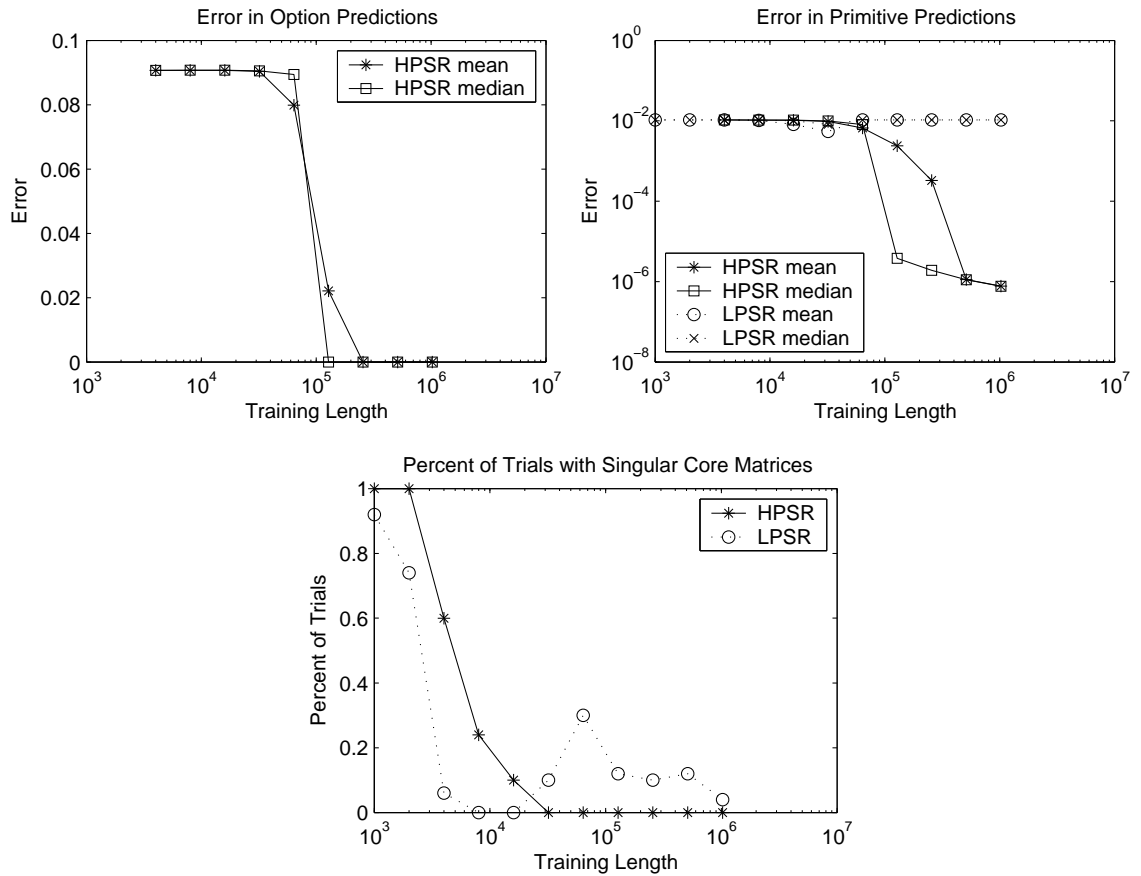 Error in Option Predictions
0.1
0.08
0.06
0.04
0.02
0
Error
10^3
10^4
10^5
10^6
10^7
Training Length
HPSR mean
HPSR median
Error in Primitive Predictions
10^0
10^−2
10^−4
10^−6
10^−8
Error
10^3
10^4
10^5
10^6
10^7
Training Length
HPSR mean
HPSR median
LPSR mean
LPSR median
Percent of Trials with Singular Core Matrices
1
0.8
0.6
0.4
0.2
0
Percent of Trials
10^3
10^4
10^5
10^6
10^7
Training Length
HPSR
LPSR